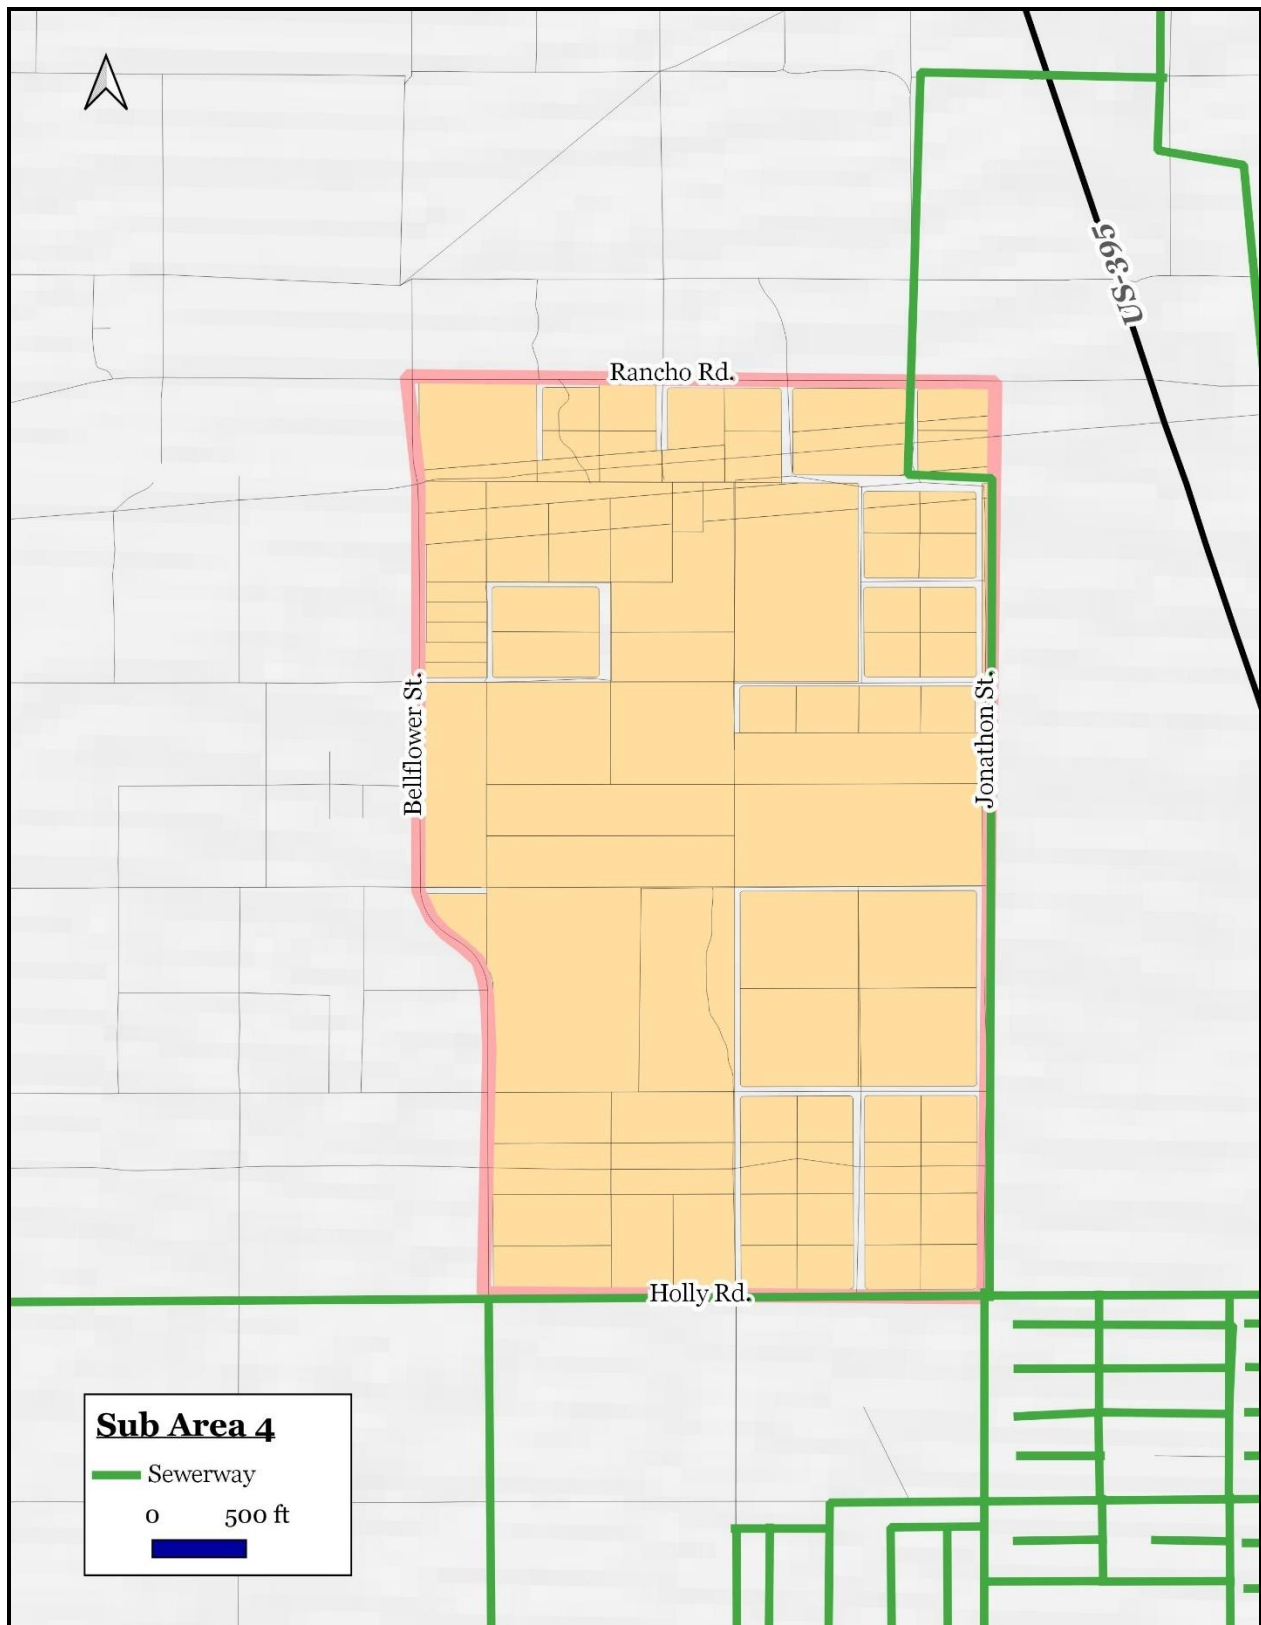 US-395
Rancho Rd.
Bellflower St.
Jonathon St.
Holly Rd.
Sub Area 4
Sewerway
0 500 ft